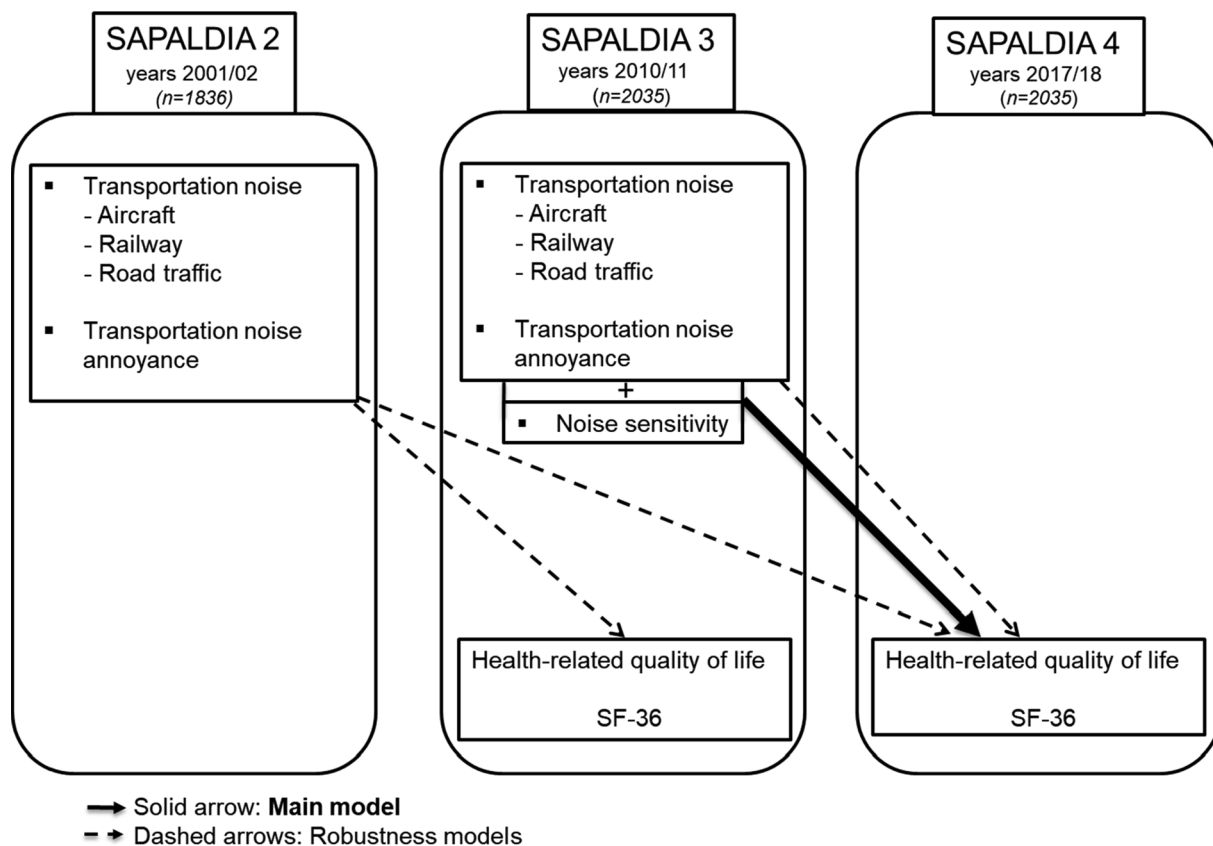 SAPALDIA 2
years 2001/02
(n=1836)
▪ Transportation noise
- Aircraft
- Railway
- Road traffic
▪ Transportation noise
annoyance
SAPALDIA 3
years 2010/11
(n=2035)
▪ Transportation noise
- Aircraft
- Railway
- Road traffic
▪ Transportation noise
annoyance
+
▪ Noise sensitivity
Health-related quality of life
SF-36
SAPALDIA 4
years 2017/18
(n=2035)
Health-related quality of life
SF-36
Solid arrow: Main model
Dashed arrows: Robustness models